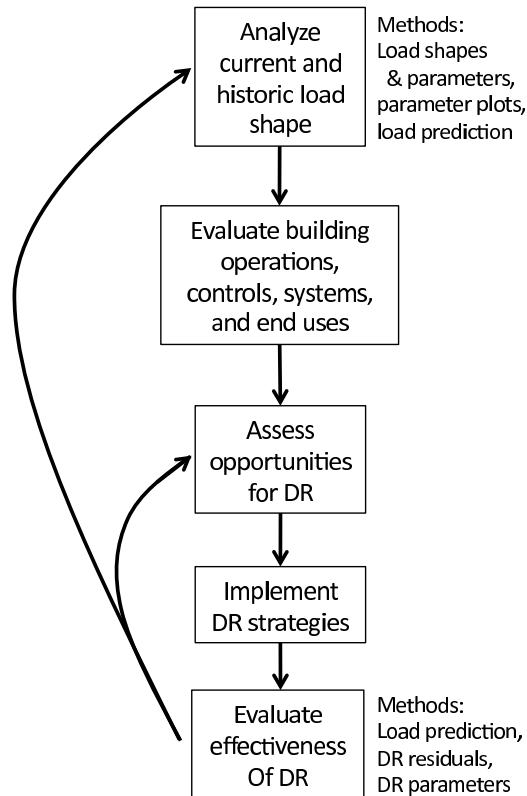 Analyze
current and
historic load
shape
Methods:
Load shapes
& parameters,
parameter plots,
load prediction
Evaluate building
operations,
controls, systems,
and end uses
Assess
opportunities
for DR
Implement
DR strategies
Evaluate
effectiveness
Of DR
Methods:
Load prediction,
DR residuals,
DR parameters